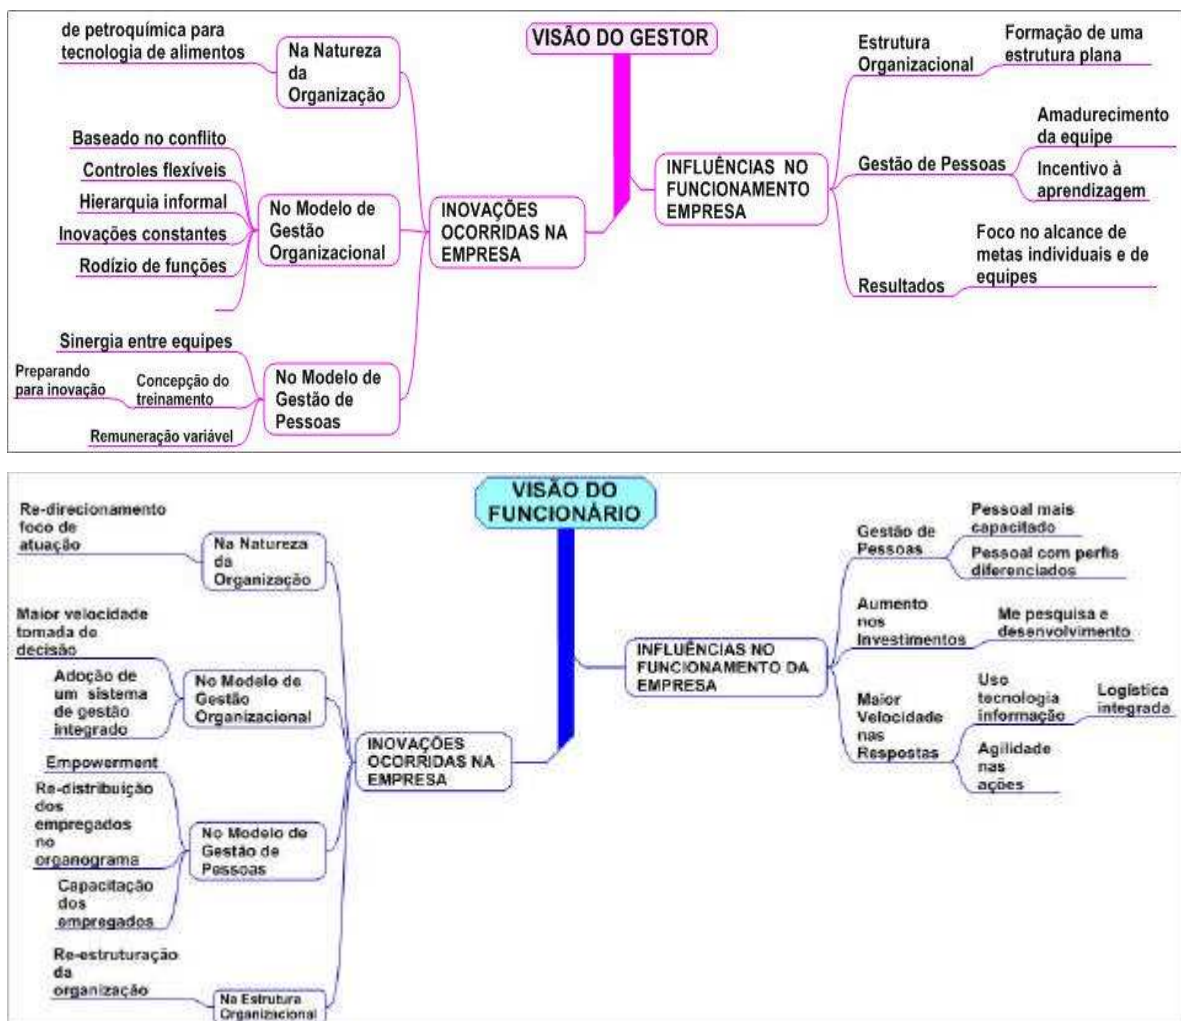 VISÃO DO GESTOR
de petroquímica para
tecnologia de alimentos
Na Natureza
da
Organização
Baseado no conflito
Controles flexíveis
Hierarquia informal
Inovações constantes
Rodízio de funções
No Modelo de
Gestão
Organizacional
Sinergia entre equipes
Preparando
para inovação
Concepção do
treinamento
Remuneração variável
No Modelo de
Gestão de
Pessoas
INOVAÇÕES
OCORRIDAS NA
EMPRESA
INFLUÊNCIAS NO
FUNCIONAMENTO
EMPRESA
Estrutura
Organizacional
Formação de uma
estrutura plana
Gestão de Pessoas
Amadurecimento
da equipe
Incentivo à
aprendizagem
Resultados
Foco no alcance de
metas individuais e de
equipes
VISÃO DO
FUNCIONÁRIO
Re-direcionamento
foco de
atuação
Na Natureza
da
Organização
Maior velocidade
tomada de
decisão
Adoção de
um sistema
de gestão
integrado
No Modelo de
Gestão
Organizacional
Empowerment
Re-distribuição
dos
empregados
no
organograma
Capacitação
dos
empregados
No Modelo de
Gestão de
Pessoas
Re-estruturação
da
organização
Na Estrutura
Organizacional
INOVAÇÕES
OCORRIDAS NA
EMPRESA
INFLUÊNCIAS NO
FUNCIONAMENTO DA
EMPRESA
Gestão de
Pessoas
Pessoal mais
capacitado
Pessoal com perfis
diferenciados
Aumento
nos
Investimentos
Me pesquisa e
desenvolvimento
Maior
Velocidade
nas
Respostas
Uso
tecnologia
informação
Logística
integrada
Agilidade
nas
ações